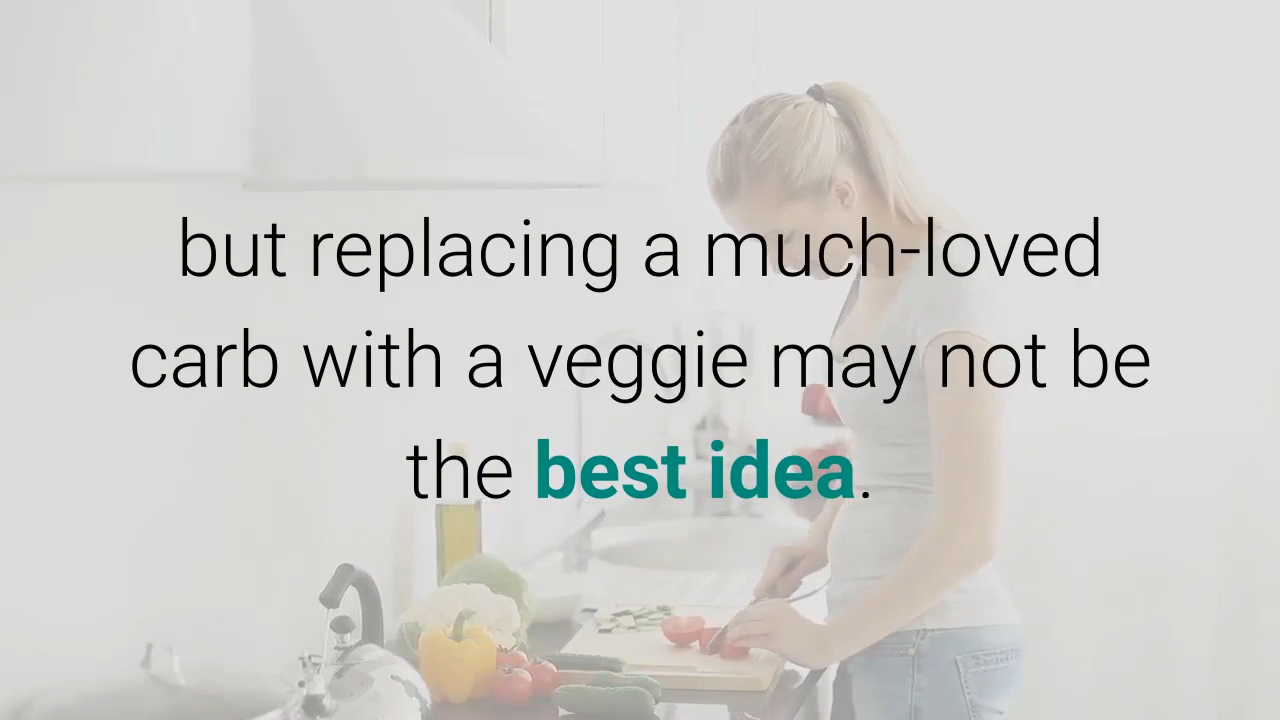 but replacing a much-loved
carb with a veggie may not be
the best idea.